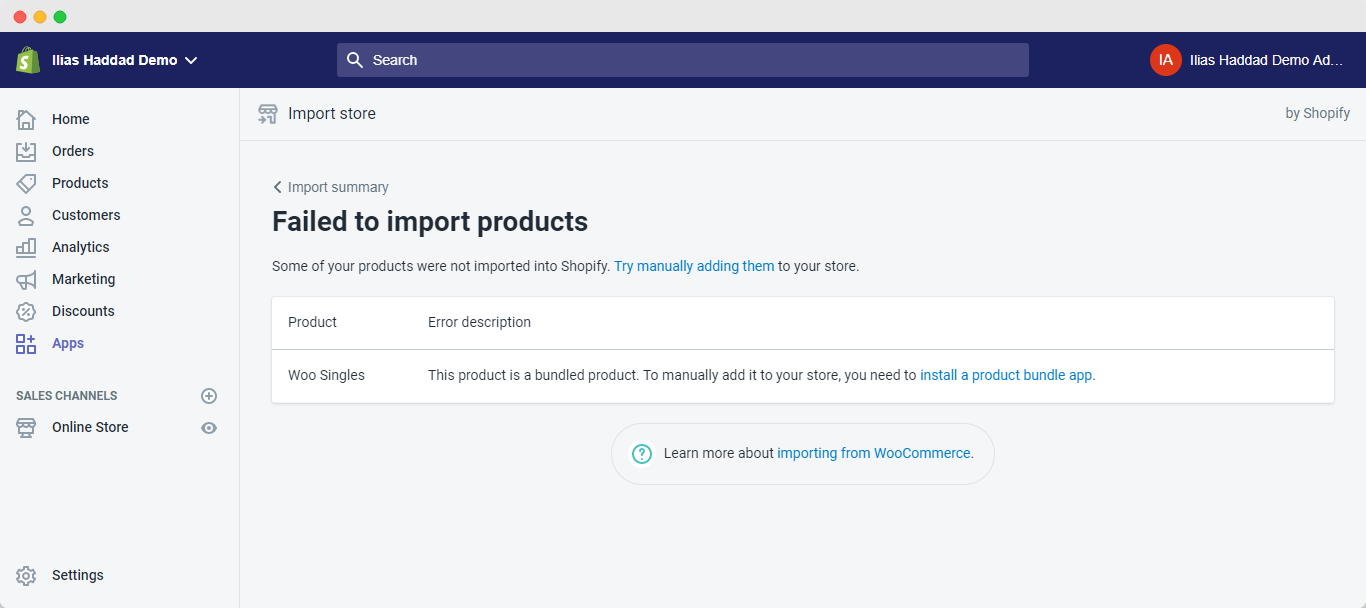 Ilias Haddad Demo
Search
IA
Ilias Haddad Demo Ad...
Home
Orders
Products
Customers
Analytics
Marketing
Discounts
Apps
SALES CHANNELS
Online Store
Settings
Import store
by Shopify
Import summary
Failed to import products
Some of your products were not imported into Shopify. Try manually adding them to your store.
Product Error description
Woo Singles This product is a bundled product. To manually add it to your store, you need to install a product bundle app.
Learn more about importing from WooCommerce.